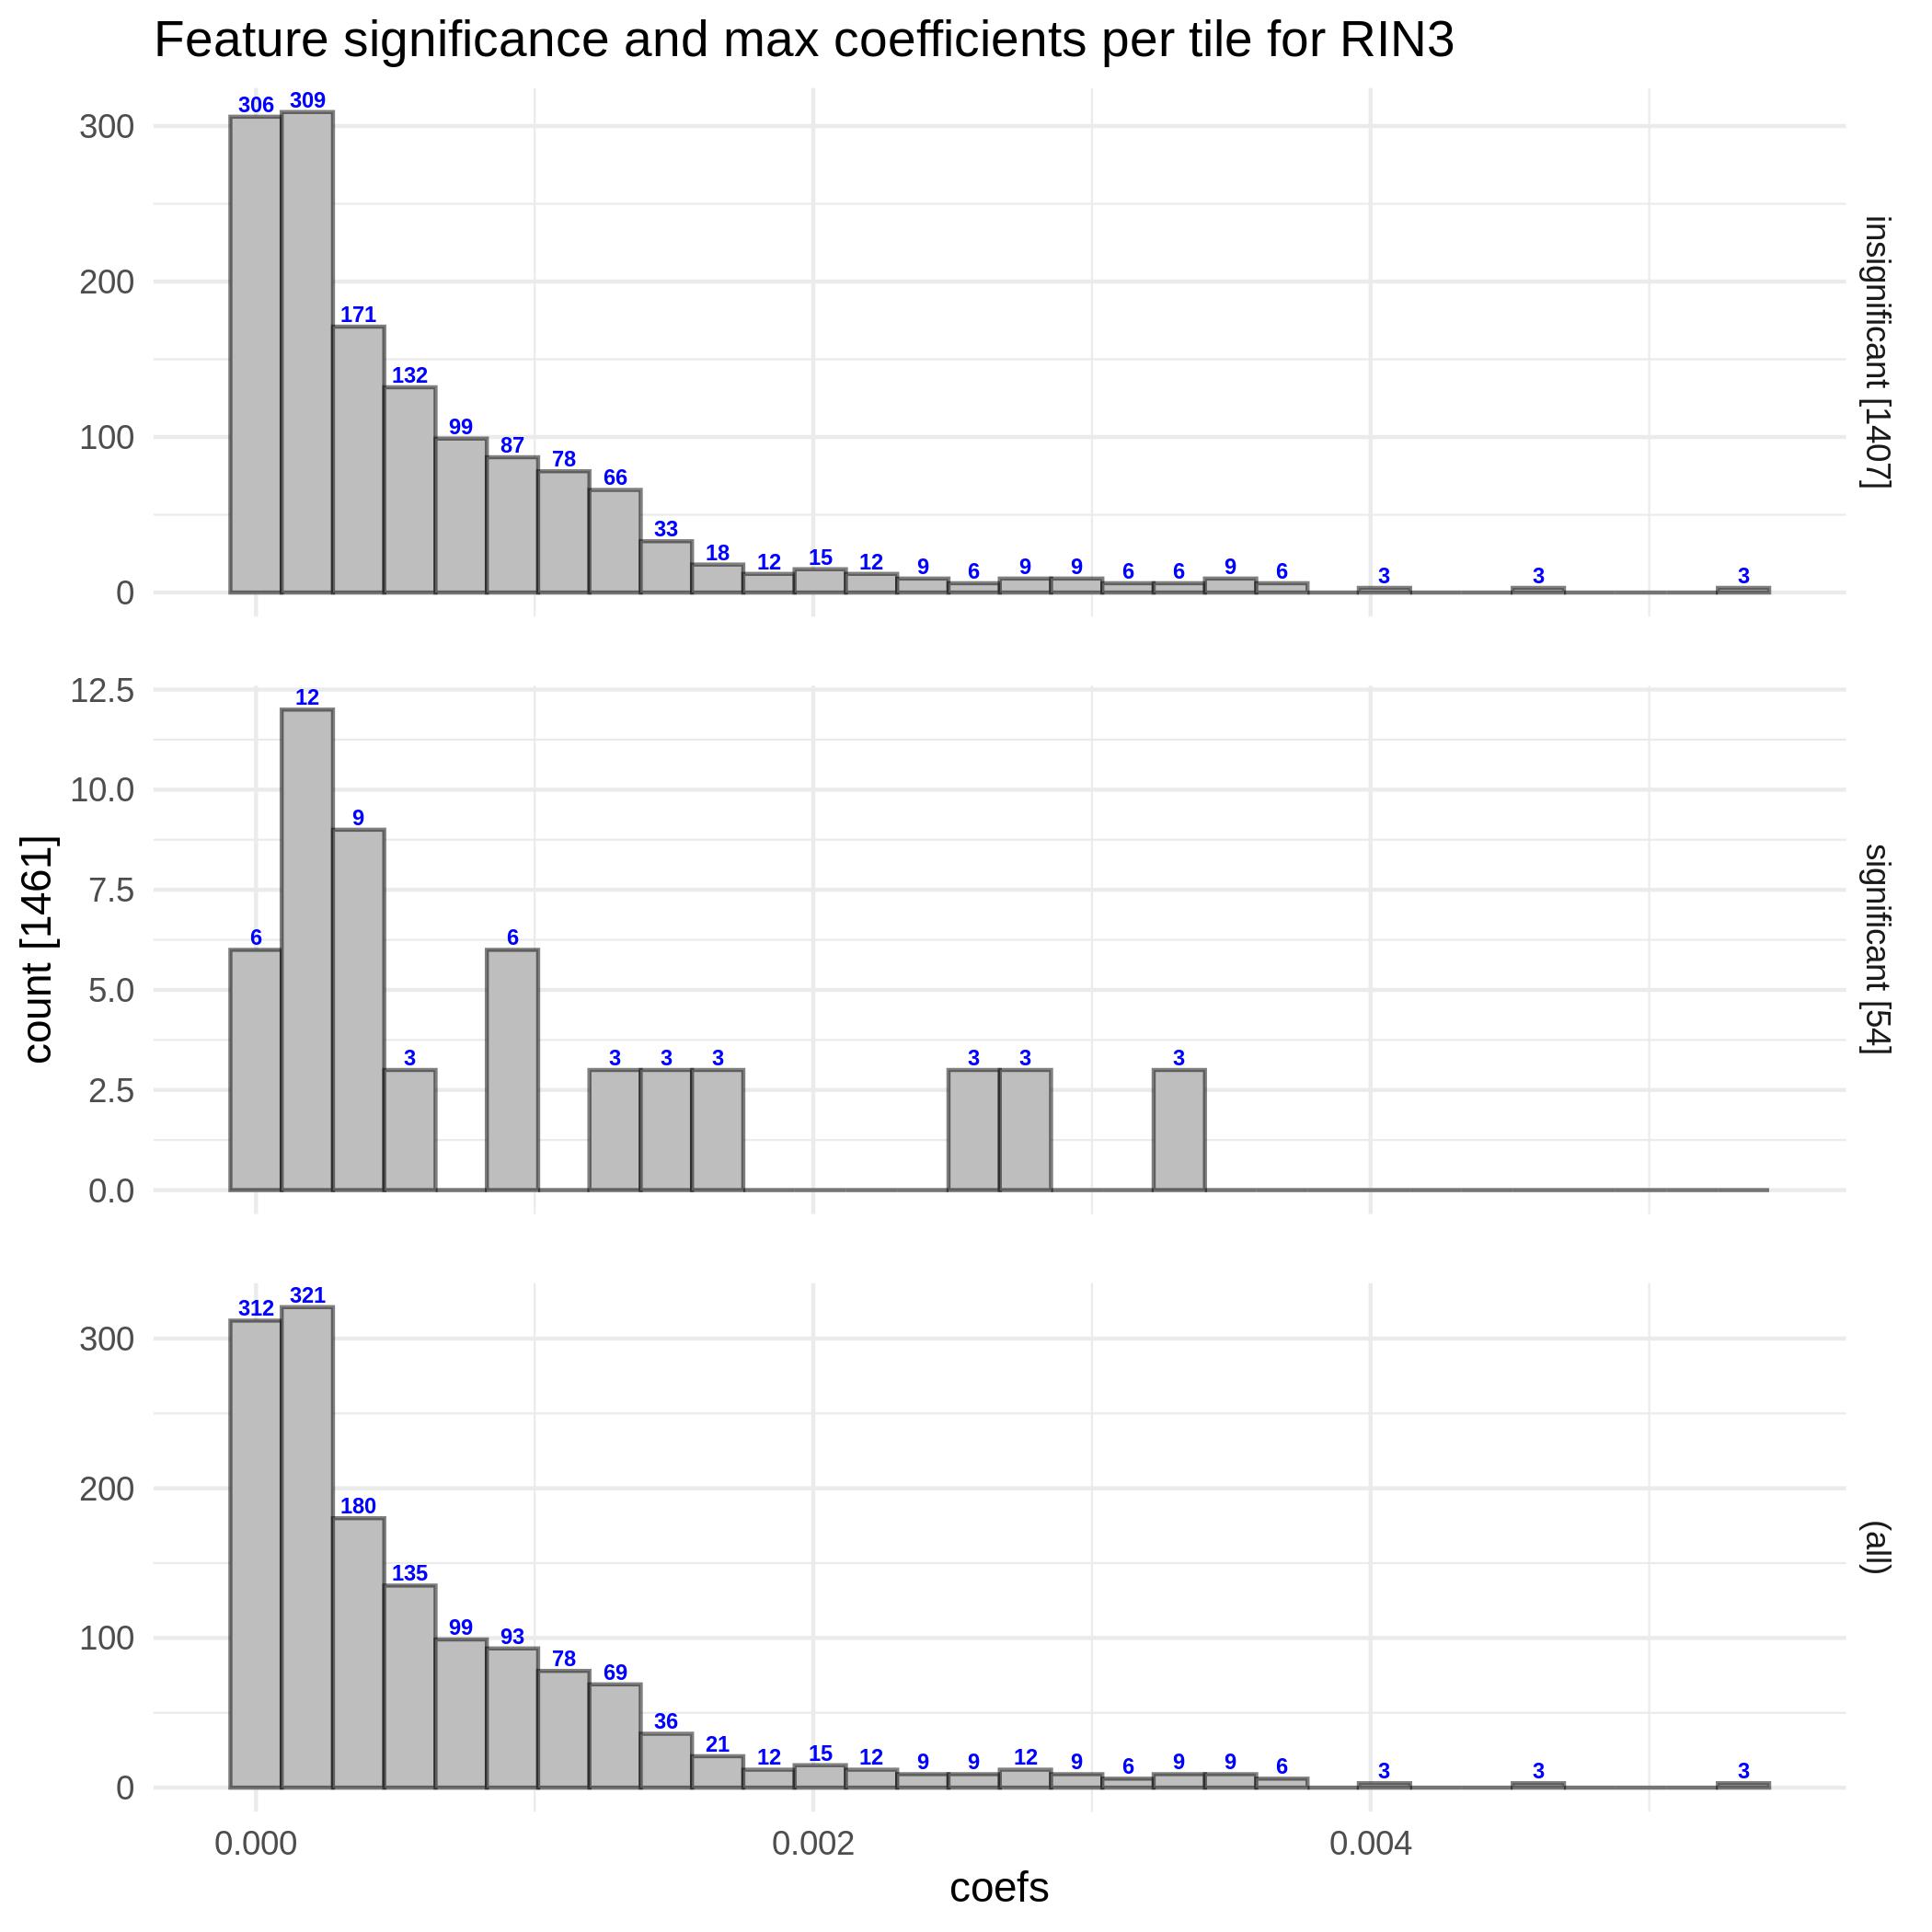 Feature significance and max coefficients per tile for RIN3
306 309 171 132 99 87 78 66 33 18 12 15 12 9 6 9 9 6 6 9 6 3 3 3
300
200
100
0
insignificant [1407]
12 9 6 3 6 3 3 3 3 3 3
12.5
10.0
7.5
5.0
2.5
0.0
significant [54]
count [1461]
312 321 180 135 99 93 78 69 36 21 12 15 12 9 9 12 9 6 9 9 6 3 3 3
300
200
100
0
(all)
0.000 0.002 0.004
coefs